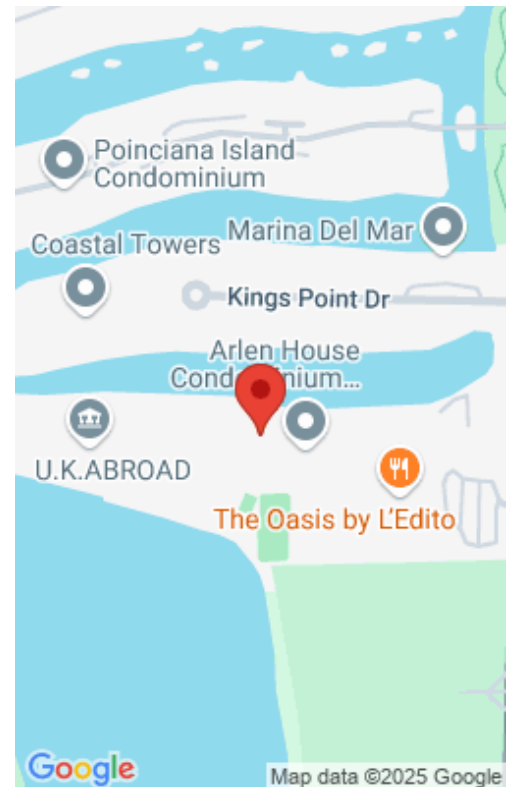 Poinciana Island
Condominium
Marina Del Mar
Coastal Towers
Kings Point Dr
Arlen House
Condominium...
U.K.ABROAD
The Oasis by L'Edito
Google
Map data ©2025 Google